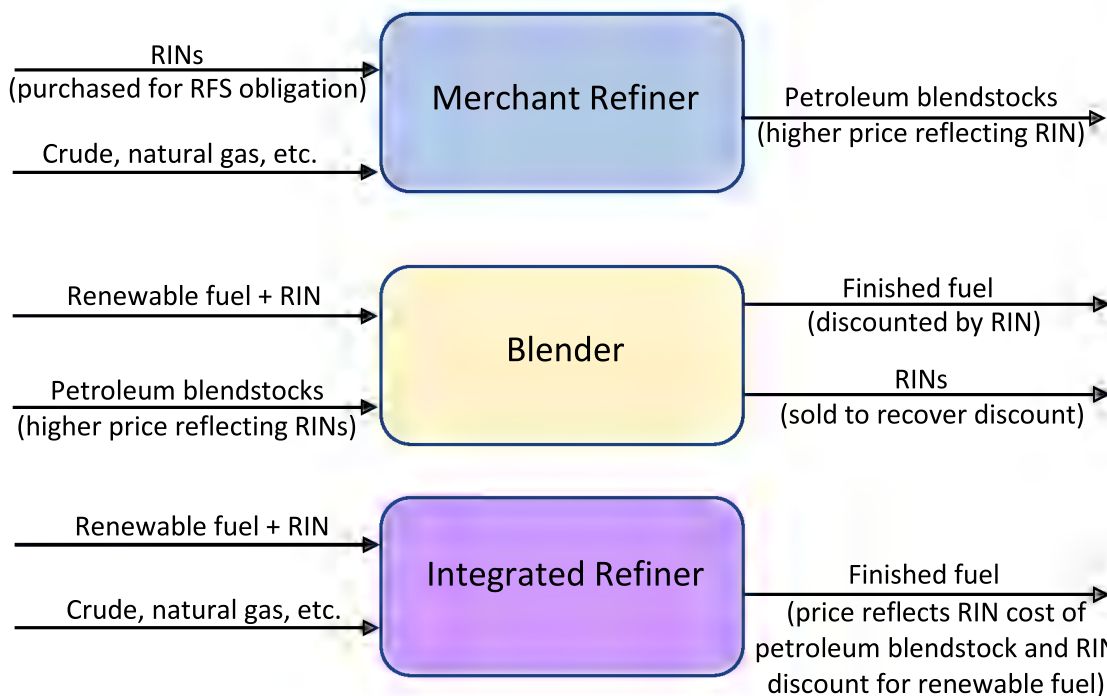 RINs
(purchased for RFS obligation)
Crude, natural gas, etc.
Merchant Refiner
Petroleum blendstocks
(higher price reflecting RIN)
Renewable fuel + RIN
Petroleum blendstocks
(higher price reflecting RINs)
Blender
Finished fuel
(discounted by RIN)
RINs
(sold to recover discount)
Renewable fuel + RIN
Crude, natural gas, etc.
Integrated Refiner
Finished fuel
(price reflects RIN cost of
petroleum blendstock and RIN
discount for renewable fuel)